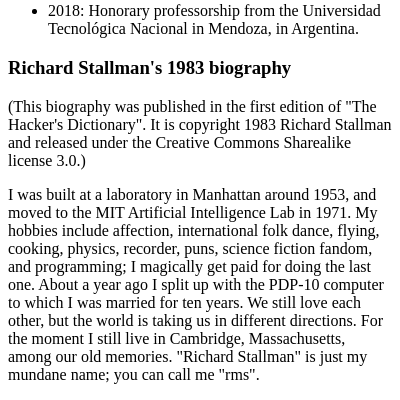 • 2018: Honorary professorship from the Universidad
Tecnológica Nacional in Mendoza, in Argentina.
Richard Stallman's 1983 biography
(This biography was published in the first edition of "The
Hacker's Dictionary". It is copyright 1983 Richard Stallman
and released under the Creative Commons Sharealike
license 3.0.)
I was built at a laboratory in Manhattan around 1953, and
moved to the MIT Artificial Intelligence Lab in 1971. My
hobbies include affection, international folk dance, flying,
cooking, physics, recorder, puns, science fiction fandom,
and programming; I magically get paid for doing the last
one. About a year ago I split up with the PDP-10 computer
to which I was married for ten years. We still love each
other, but the world is taking us in different directions. For
the moment I still live in Cambridge, Massachusetts,
among our old memories. "Richard Stallman" is just my
mundane name; you can call me "rms".